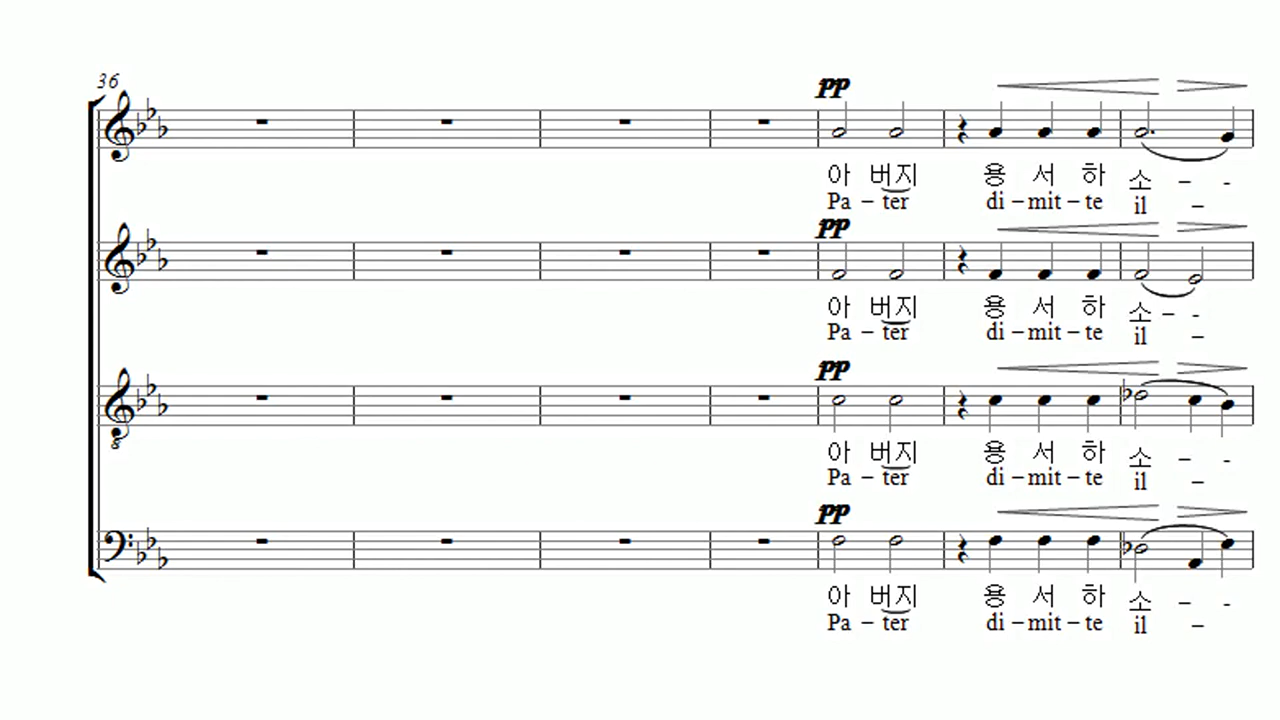 36
pp
아 버지 용 서 하 소 - -
Pa - ter di - mit - te il -
pp
아 버지 용 서 하 소 - -
Pa - ter di - mit - te il -
8
pp
아 버지 용 서 하 소 - -
Pa - ter di - mit - te il -
pp
아 버지 용 서 하 소 - -
Pa - ter di - mit - te il -